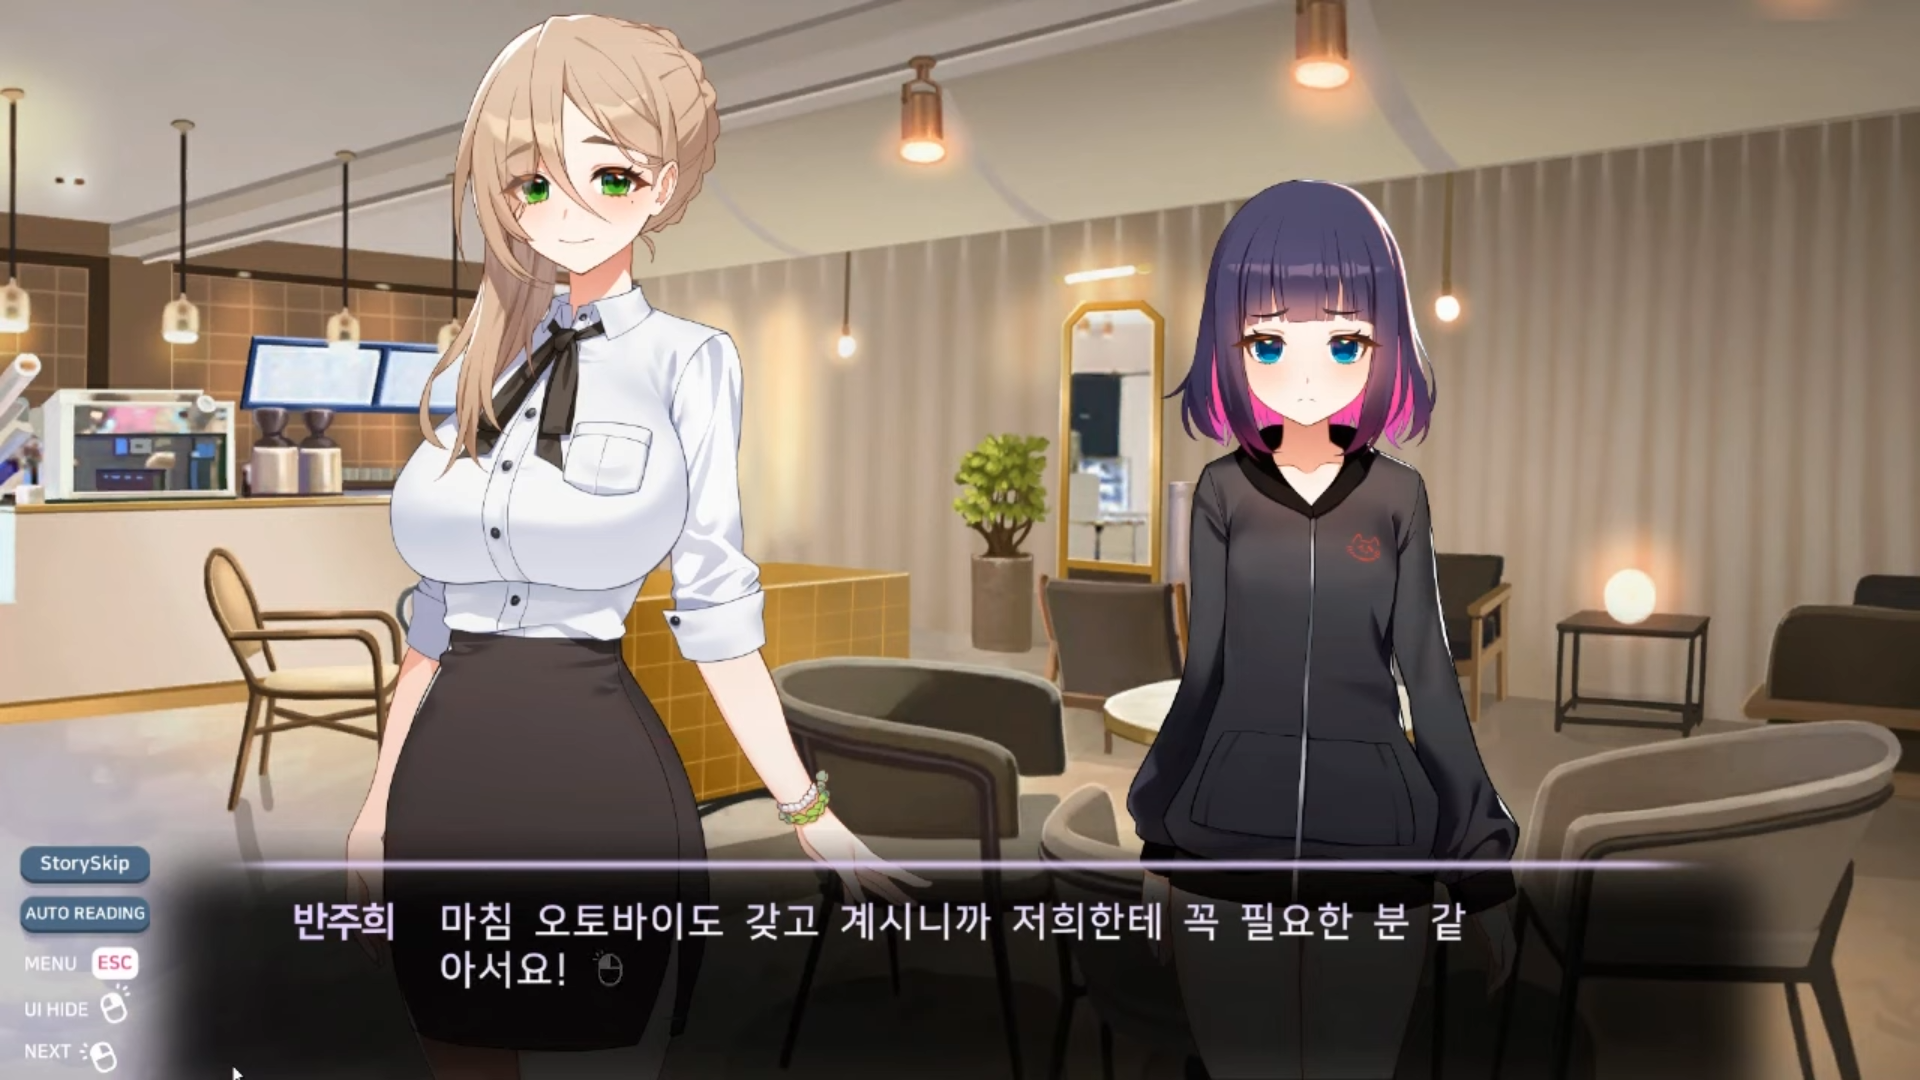 StorySkip
AUTO READING
MENU ESC
UI HIDE
NEXT
반주희
마침 오토바이도 갖고 계시니까 저희한테 꼭 필요한 분 같
아서요!